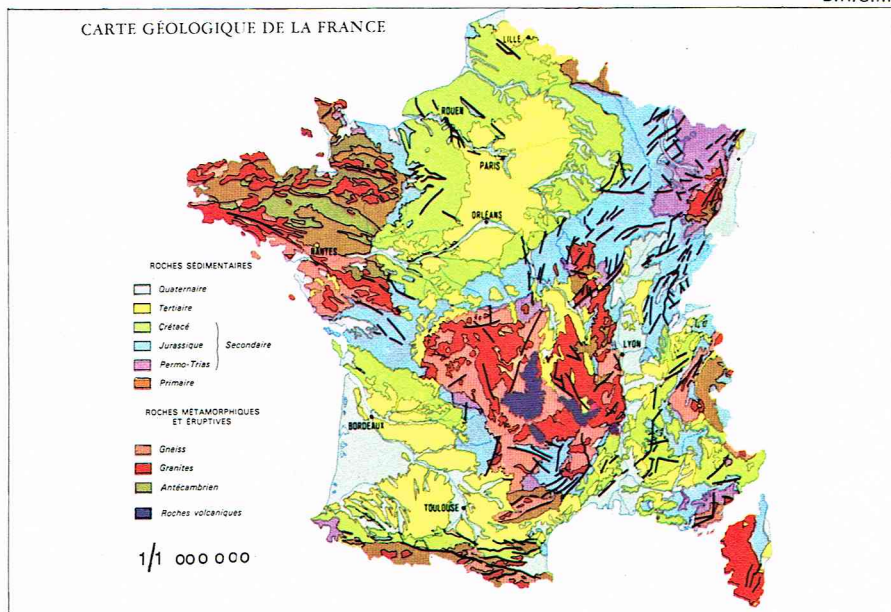 CARTE GÉOLOGIQUE DE LA FRANCE
LILLE
ROUEN
PARIS
ORLÉANS
NANTES
LYON
BORDEAUX
TOULOUSE
ROCHES SÉDIMENTAIRES
Quaternaire
Tertiaire
Crétacé
Jurassique
Secondaire
Permo-Trias
Primaire
ROCHES MÉTAMORPHIQUES
ET ÉRUPTIVES
Gneiss
Granites
Antécambrien
Roches volcaniques
1/1 000 000